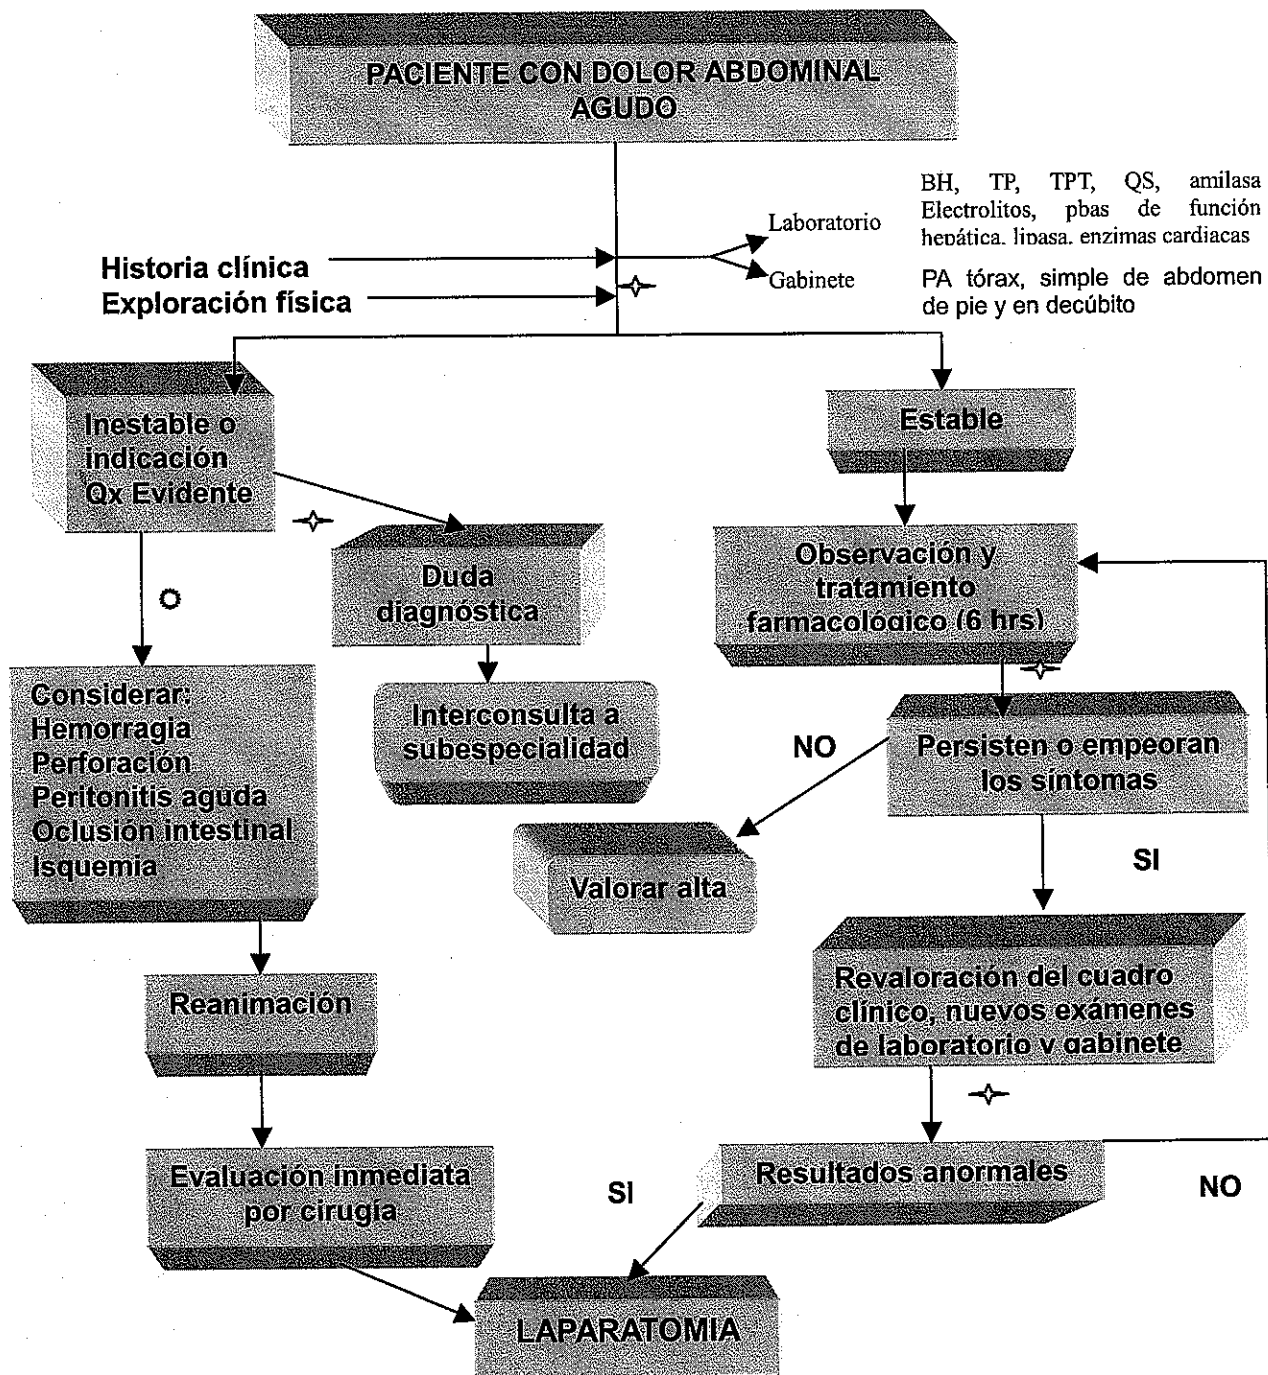 PACIENTE CON DOLOR ABDOMINAL
AGUDO
BH, TP, TPT, QS, amilasa
Electrolitos, pbas de función
hepática, lipasa, enzimas cardiacas
Laboratorio
Gabinete
PA tórax, simple de abdomen
de pie y en decúbito
Historia clínica
Exploración física
Inestable o
indicación
Qx Evidente
Estable
Duda
diagnóstica
Observación y
tratamiento
farmacológico (6 hrs)
Considerar:
Hemorragia
Perforación
Peritonitis aguda
Oclusión intestinal
Isquemia
Interconsulta a
subespecialidad
NO
Persisten o empeoran
los síntomas
Valorar alta
SI
Reanimación
Revaloración del cuadro
clínico, nuevos exámenes
de laboratorio y gabinete
Evaluación inmediata
por cirugía
SI
Resultados anormales
NO
LAPARATOMIA